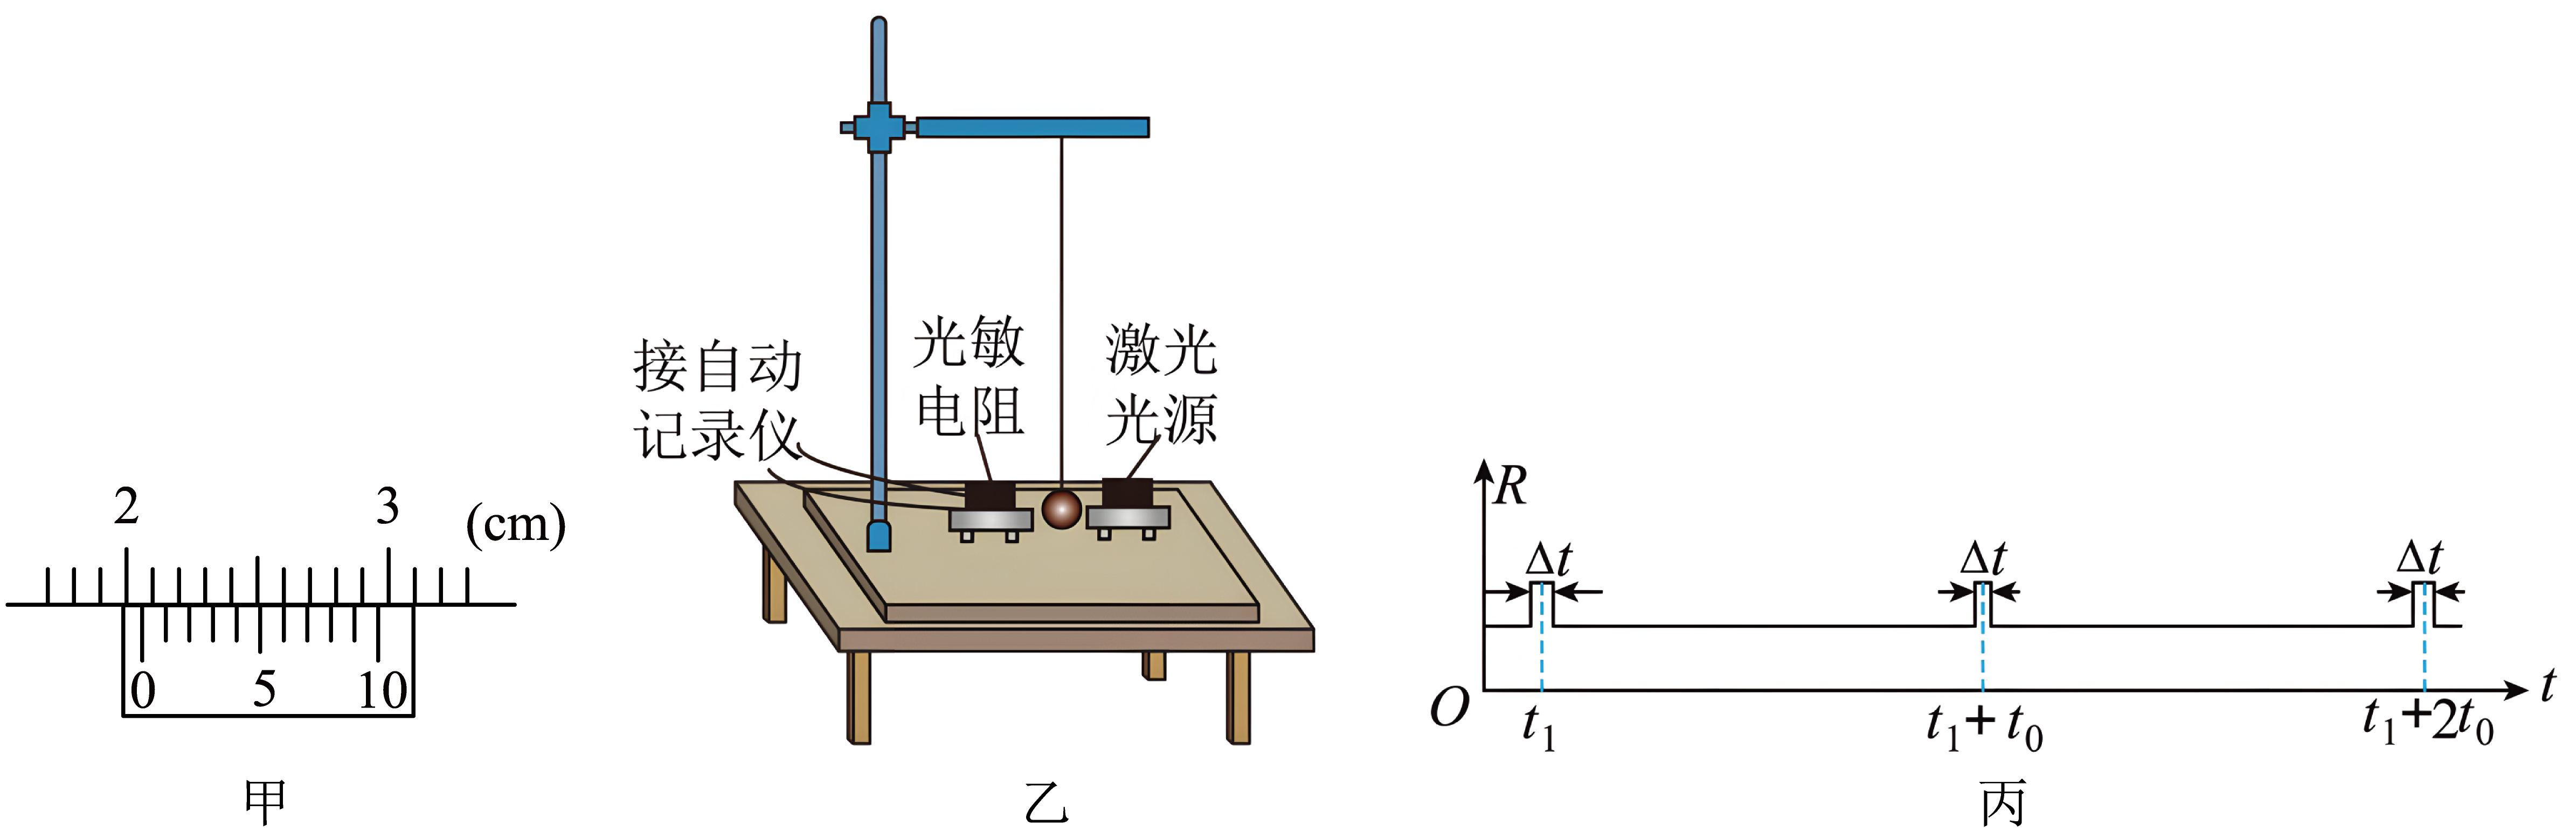 2 3 (cm)
0 5 10
甲
接自动
记录仪
光敏
电阻
激光
光源
乙
R
Δt Δt Δt
O t₁ t₁+t₀ t₁+2t₀ t
丙